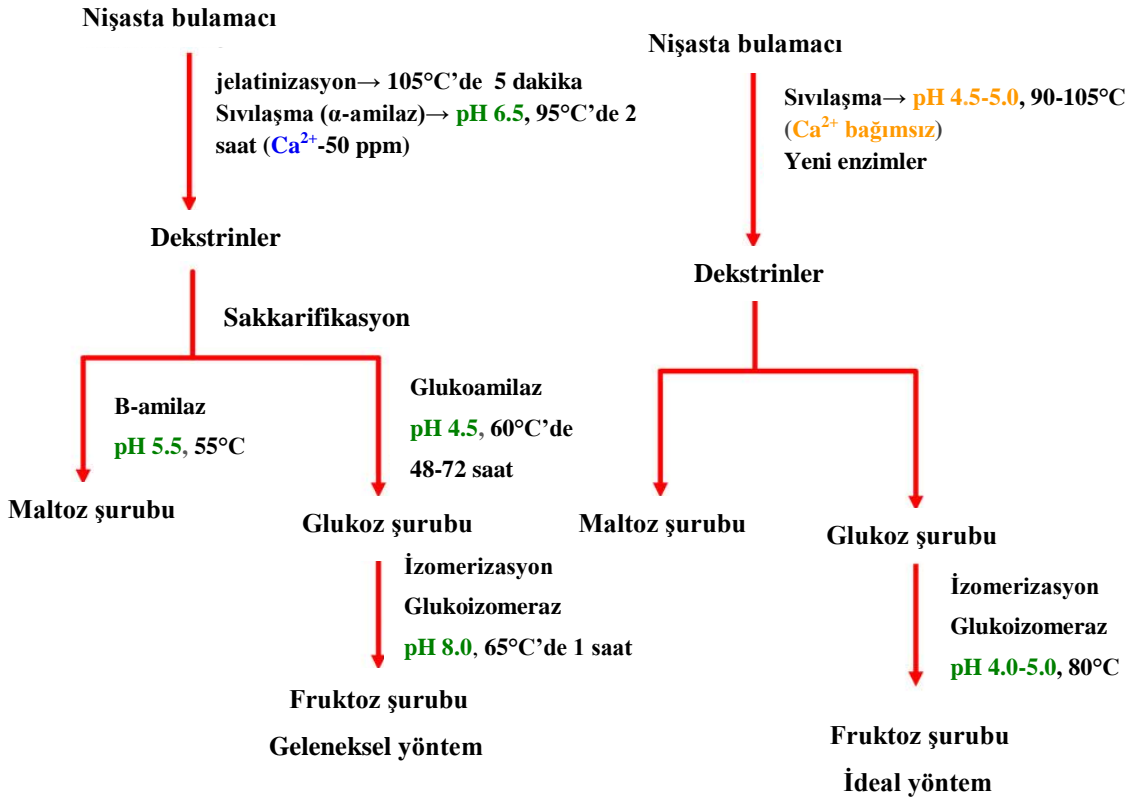 Nişasta bulamacı
jelatinizasyon→ 105°C’de 5 dakika
Sıvılaşma (α-amilaz)→ pH 6.5, 95°C’de 2
saat (Ca²⁺-50 ppm)
Dekstrinler
Sakkarifikasyon
B-amilaz
pH 5.5, 55°C
Glukoamilaz
pH 4.5, 60°C’de
48-72 saat
Maltoz şurubu
Glukoz şurubu
İzomerizasyon
Glukoizomeraz
pH 8.0, 65°C’de 1 saat
Fruktoz şurubu
Geleneksel yöntem
Nişasta bulamacı
Sıvılaşma→ pH 4.5-5.0, 90-105°C
(Ca²⁺ bağımsız)
Yeni enzimler
Dekstrinler
Maltoz şurubu
Glukoz şurubu
İzomerizasyon
Glukoizomeraz
pH 4.0-5.0, 80°C
Fruktoz şurubu
İdeal yöntem